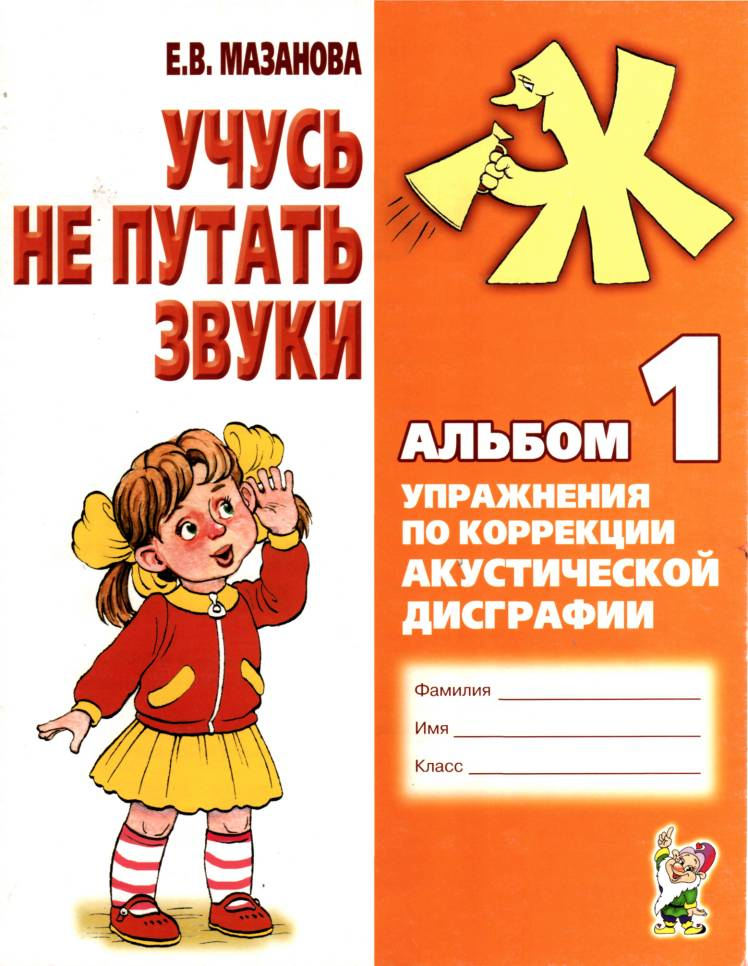 Е.В. МАЗАНОВА
УЧУСЬ
НЕ ПУТАТЬ
ЗВУКИ
Ж
АЛЬБОМ 1
УПРАЖНЕНИЯ
ПО КОРРЕКЦИИ
АКУСТИЧЕСКОЙ
ДИСГРАФИИ
Фамилия
Имя
Класс